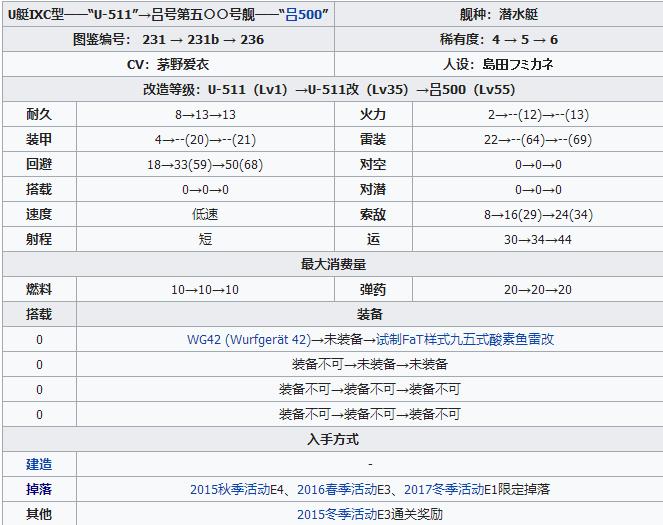 U艇IXC型——“U-511”→吕号第五〇〇号舰——“吕500” 舰种：潜水艇
图鉴编号： 231 → 231b → 236 稀有度：4 → 5 → 6
CV：茅野爱衣 人设：島田フミカネ
改造等级：U-511（Lv1）→U-511改（Lv35）→吕500（Lv55）
耐久 8→13→13 火力 2→--(12)→--(13)
装甲 4→--(20)→--(21) 雷装 22→--(64)→--(69)
回避 18→33(59)→50(68) 对空 0→0→0
搭载 0→0→0 对潜 0→0→0
速度 低速 索敌 8→16(29)→24(34)
射程 短 运 30→34→44
最大消费量
燃料 10→10→10 弹药 20→20→20
搭载 装备
0 WG42 (Wurfgerät 42)→未装备→试制FaT样式九五式酸素鱼雷改
0 装备不可→未装备→未装备
0 装备不可→装备不可→装备不可
0 装备不可→装备不可→装备不可
入手方式
建造 -
掉落 2015秋季活动E4、2016春季活动E3、2017冬季活动E1限定掉落
其他 2015冬季活动E3通关奖励